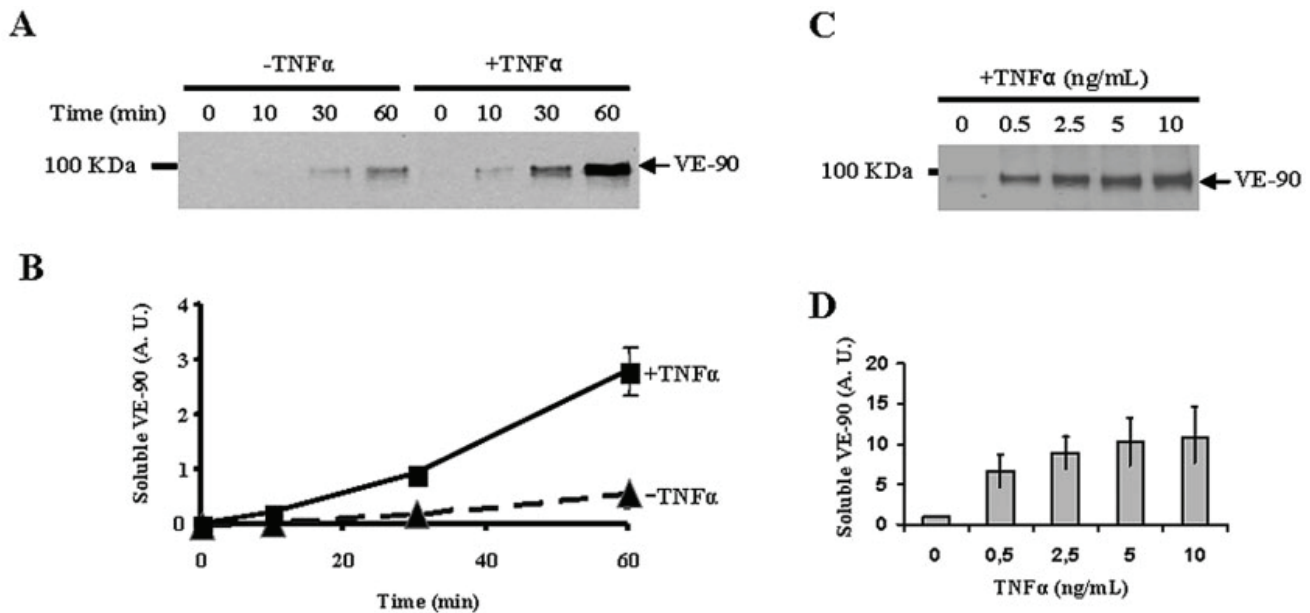 A
-TNFα +TNFα
Time (min) 0 10 30 60 0 10 30 60
100 KDa VE-90
B
Soluble VE-90 (A. U.)
4
3
2
1
0
+TNFα
-TNFα
0 20 40 60
Time (min)
C
+TNFα (ng/mL)
0 0.5 2.5 5 10
100 KDa VE-90
D
Soluble VE-90 (A. U.)
20
15
10
5
0
0 0,5 2,5 5 10
TNFα (ng/mL)